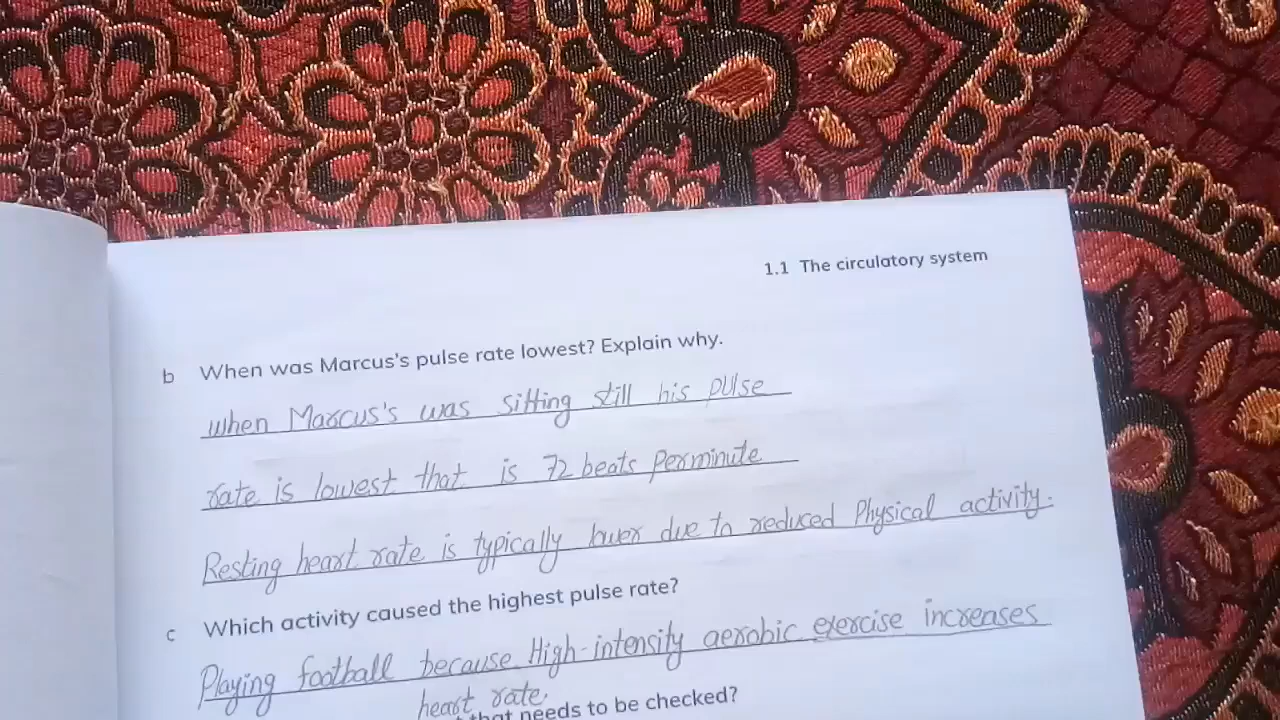 1.1 The circulatory system
b When was Marcus's pulse rate lowest? Explain why.
when Marcus's was sitting still his pulse
rate is lowest that is 72 beats perminute
Resting heart rate is typically lower due to reduced Physical activity.
c Which activity caused the highest pulse rate?
Playing football because High-intensity aerobic exercise increases
heart rate.
that needs to be checked?